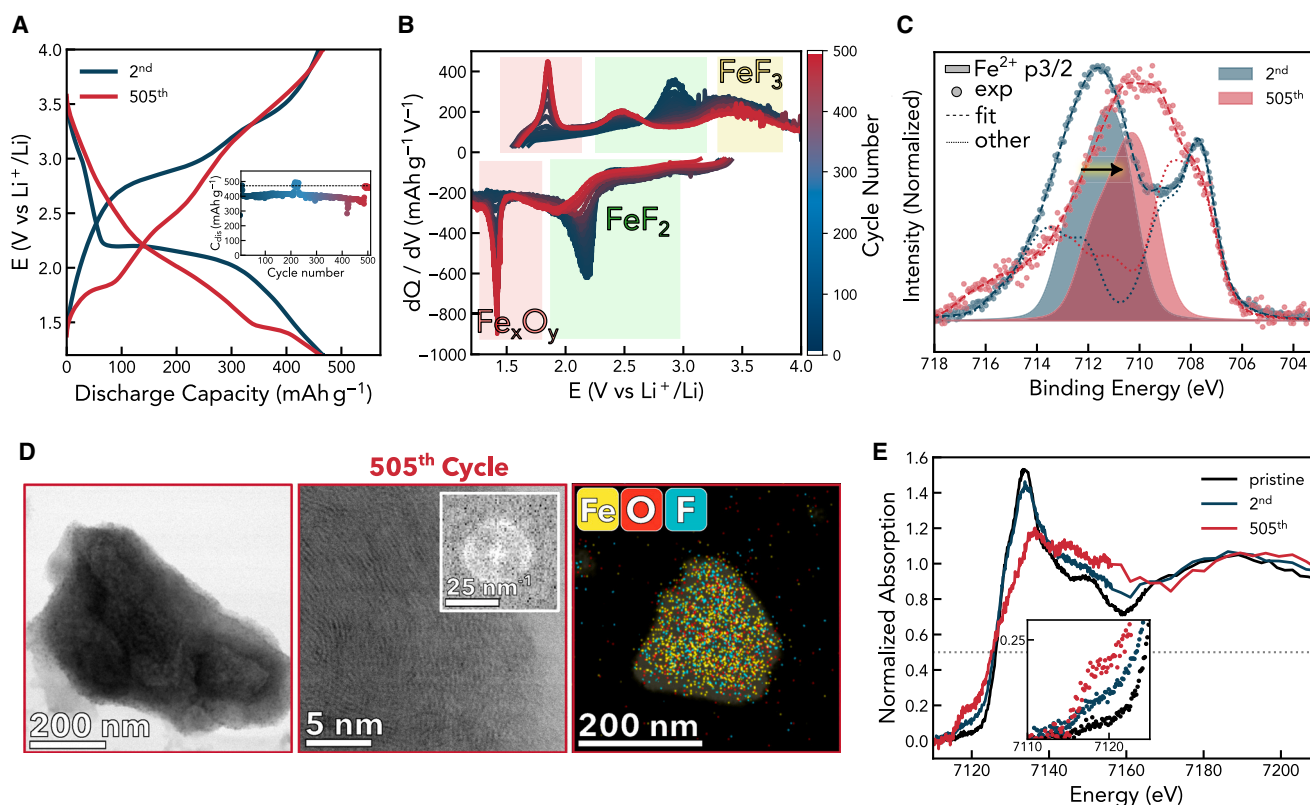 A
4.0
3.5
3.0
2.5
2.0
1.5
E (V vs Li⁺/Li)
2ⁿᵈ
505ᵗʰ
500
400
300
200
100
0
C_dis (mAh g⁻¹)
100 200 300 400 500
Cycle number
0 100 200 300 400 500
Discharge Capacity (mAh g⁻¹)
B
400
200
0
0
−200
−400
−600
−800
−1000
dQ / dV (mAh g⁻¹ V⁻¹)
FeF₃
FeF₂
FeₓOᵧ
1.5 2.0 2.5 3.0 3.5 4.0
E (V vs Li⁺/Li)
500
400
300
200
100
0
Cycle Number
C
Fe²⁺ p3/2
exp
fit
other
2ⁿᵈ
505ᵗʰ
Intensity (Normalized)
718 716 714 712 710 708 706 704
Binding Energy (eV)
D
505ᵗʰ Cycle
200 nm
5 nm
25 nm⁻¹
Fe O F
200 nm
E
1.6
1.4
1.2
1.0
0.8
0.6
0.4
0.2
0.0
Normalized Absorption
pristine
2ⁿᵈ
505ᵗʰ
0.25
7110 7120
7120 7140 7160 7180 7200
Energy (eV)